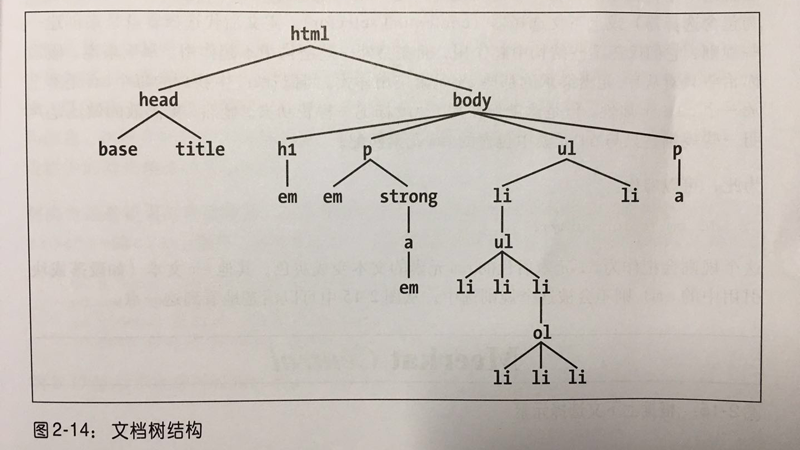 html
head body
base title h1 p ul p
em em strong li li a
a ul
em li li li
ol
li li li
图2-14：文档树结构